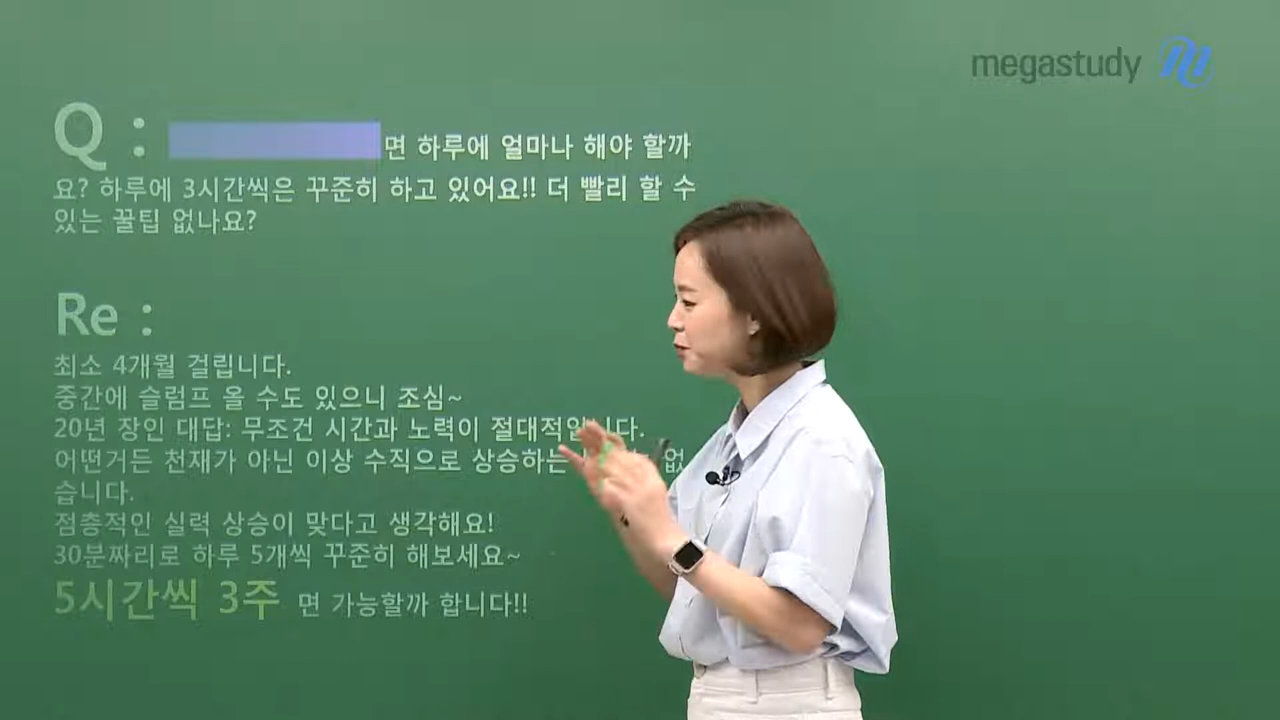 megastudy
Q : 면 하루에 얼마나 해야 할까
요? 하루에 3시간씩은 꾸준히 하고 있어요!! 더 빨리 할 수
있는 꿀팁 없나요?
Re :
최소 4개월 걸립니다.
중간에 슬럼프 올 수도 있으니 조심~
20년 장인 대답: 무조건 시간과 노력이
어떤거든 천재가 아닌 이상 수직으로 상승하는 없
습니다.
점층적인 실력 상승이 맞다고 생각해요!
30분짜리로 하루 5개씩 꾸준히 해보세요~
5시간씩 3주 면 가능할까 합니다!!